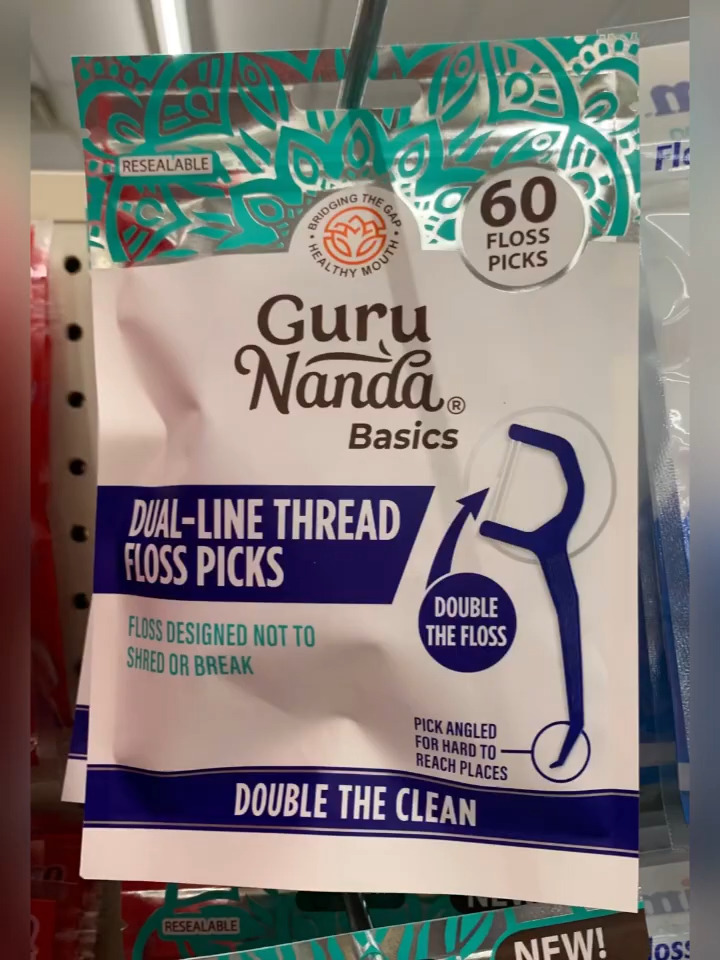 RESEALABLE
60
FLOSS
PICKS
• BRIDGING THE GAP •
HEALTHY MOUTH
Guru
Nanda®
Basics
DUAL-LINE THREAD
FLOSS PICKS
DOUBLE
THE FLOSS
FLOSS DESIGNED NOT TO
SHRED OR BREAK
PICK ANGLED
FOR HARD TO
REACH PLACES
DOUBLE THE CLEAN
RESEALABLE
NEW!